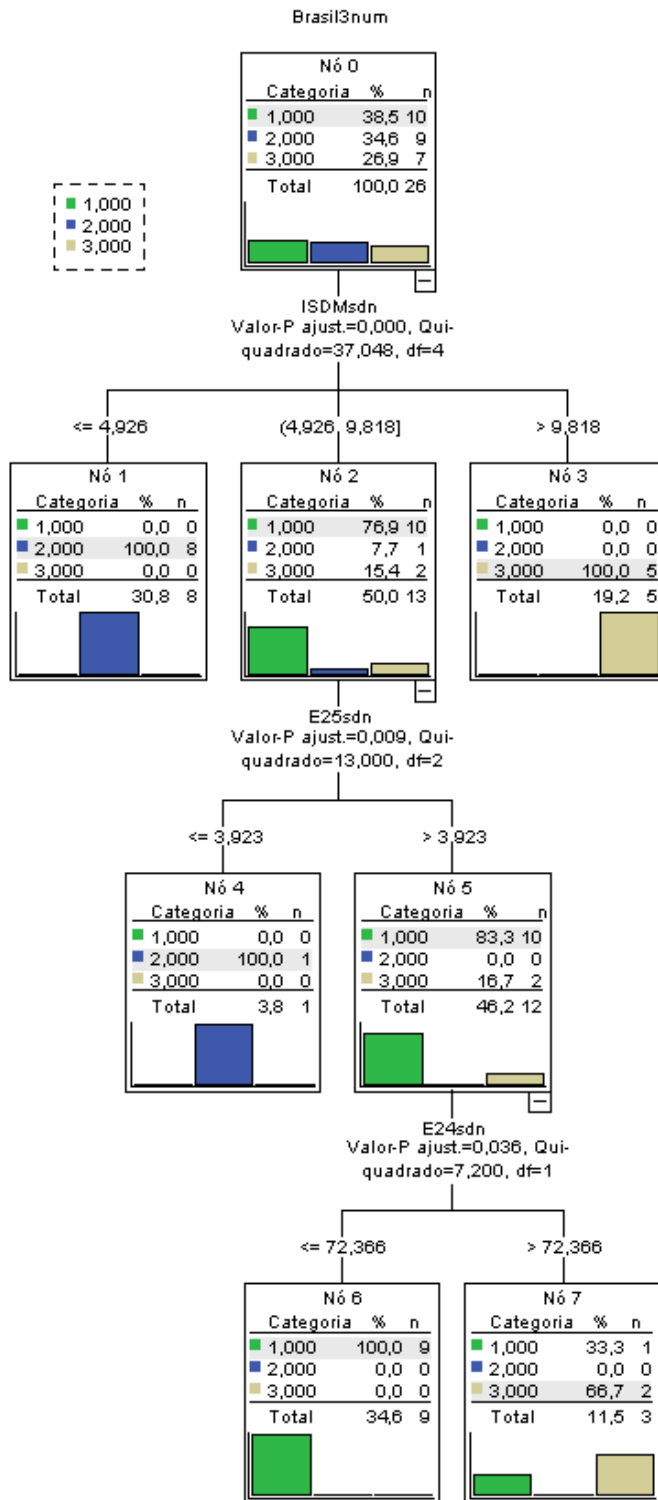 Brasil3num
Nó 0
Categoria % n
1,000 38,5 10
2,000 34,6 9
3,000 26,9 7
Total 100,0 26
1,000
2,000
3,000
ISDMsdn
Valor-P ajust.=0,000, Qui-
quadrado=37,048, df=4
<= 4,926
(4,926, 9,818]
> 9,818
Nó 1
Categoria % n
1,000 0,0 0
2,000 100,0 8
3,000 0,0 0
Total 30,8 8
Nó 2
Categoria % n
1,000 76,9 10
2,000 7,7 1
3,000 15,4 2
Total 50,0 13
Nó 3
Categoria % n
1,000 0,0 0
2,000 0,0 0
3,000 100,0 5
Total 19,2 5
E25sdn
Valor-P ajust.=0,009, Qui-
quadrado=13,000, df=2
<= 3,923
> 3,923
Nó 4
Categoria % n
1,000 0,0 0
2,000 100,0 1
3,000 0,0 0
Total 3,8 1
Nó 5
Categoria % n
1,000 83,3 10
2,000 0,0 0
3,000 16,7 2
Total 46,2 12
E24sdn
Valor-P ajust.=0,036, Qui-
quadrado=7,200, df=1
<= 72,366
> 72,366
Nó 6
Categoria % n
1,000 100,0 9
2,000 0,0 0
3,000 0,0 0
Total 34,6 9
Nó 7
Categoria % n
1,000 33,3 1
2,000 0,0 0
3,000 66,7 2
Total 11,5 3